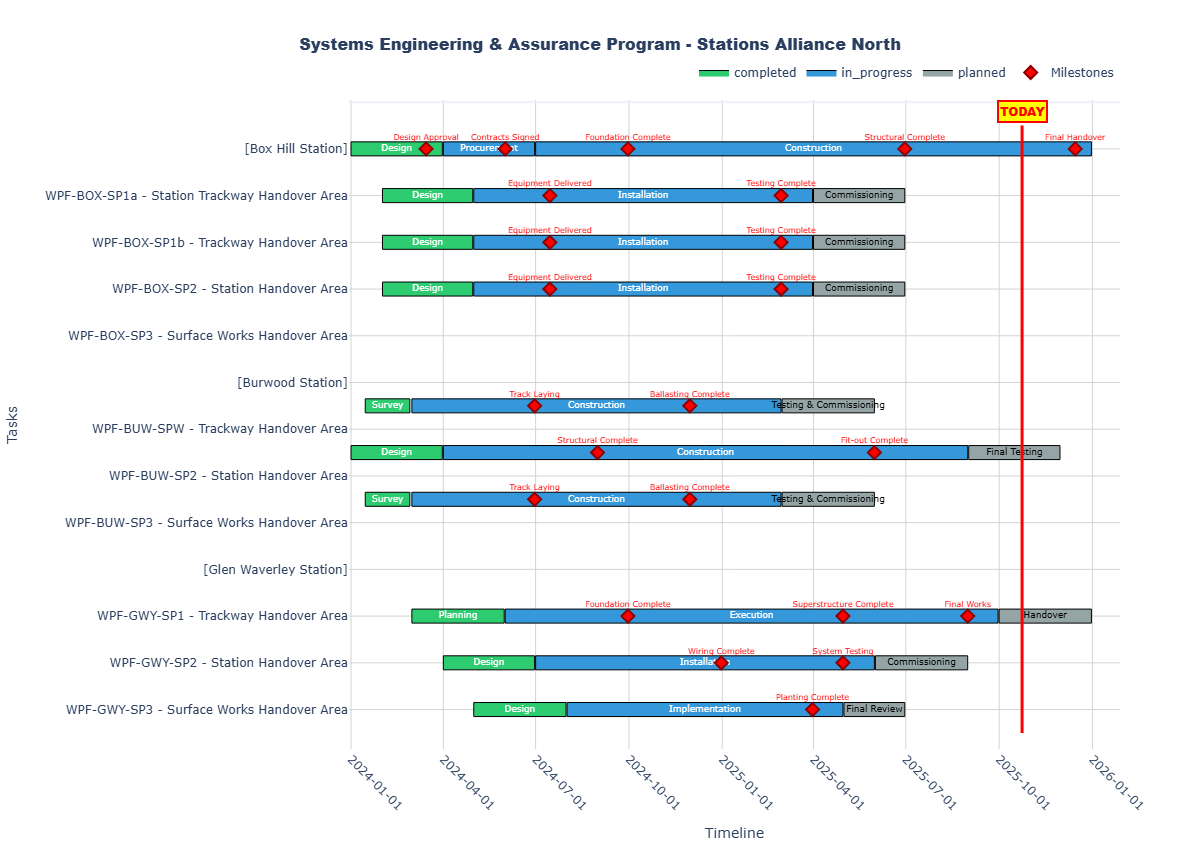 Systems Engineering & Assurance Program - Stations Alliance North
completed in_progress planned Milestones
TODAY
Design Approval Contracts Signed Foundation Complete Structural Complete Final Handover
[Box Hill Station] Design Procurement Construction
Equipment Delivered Testing Complete
WPF-BOX-SP1a - Station Trackway Handover Area Design Installation Commissioning
Equipment Delivered Testing Complete
WPF-BOX-SP1b - Trackway Handover Area Design Installation Commissioning
Equipment Delivered Testing Complete
WPF-BOX-SP2 - Station Handover Area Design Installation Commissioning
WPF-BOX-SP3 - Surface Works Handover Area
[Burwood Station]
Track Laying Ballasting Complete
Survey Construction Testing & Commissioning
WPF-BUW-SPW - Trackway Handover Area
Structural Complete Fit-out Complete
Design Construction Final Testing
WPF-BUW-SP2 - Station Handover Area
Track Laying Ballasting Complete
Survey Construction Testing & Commissioning
WPF-BUW-SP3 - Surface Works Handover Area
[Glen Waverley Station]
Foundation Complete Superstructure Complete Final Works
WPF-GWY-SP1 - Trackway Handover Area Planning Execution Handover
Wiring Complete System Testing
WPF-GWY-SP2 - Station Handover Area Design Installation Commissioning
Planting Complete
WPF-GWY-SP3 - Surface Works Handover Area Design Implementation Final Review
Tasks
2024-01-01 2024-04-01 2024-07-01 2024-10-01 2025-01-01 2025-04-01 2025-07-01 2025-10-01 2026-01-01
Timeline